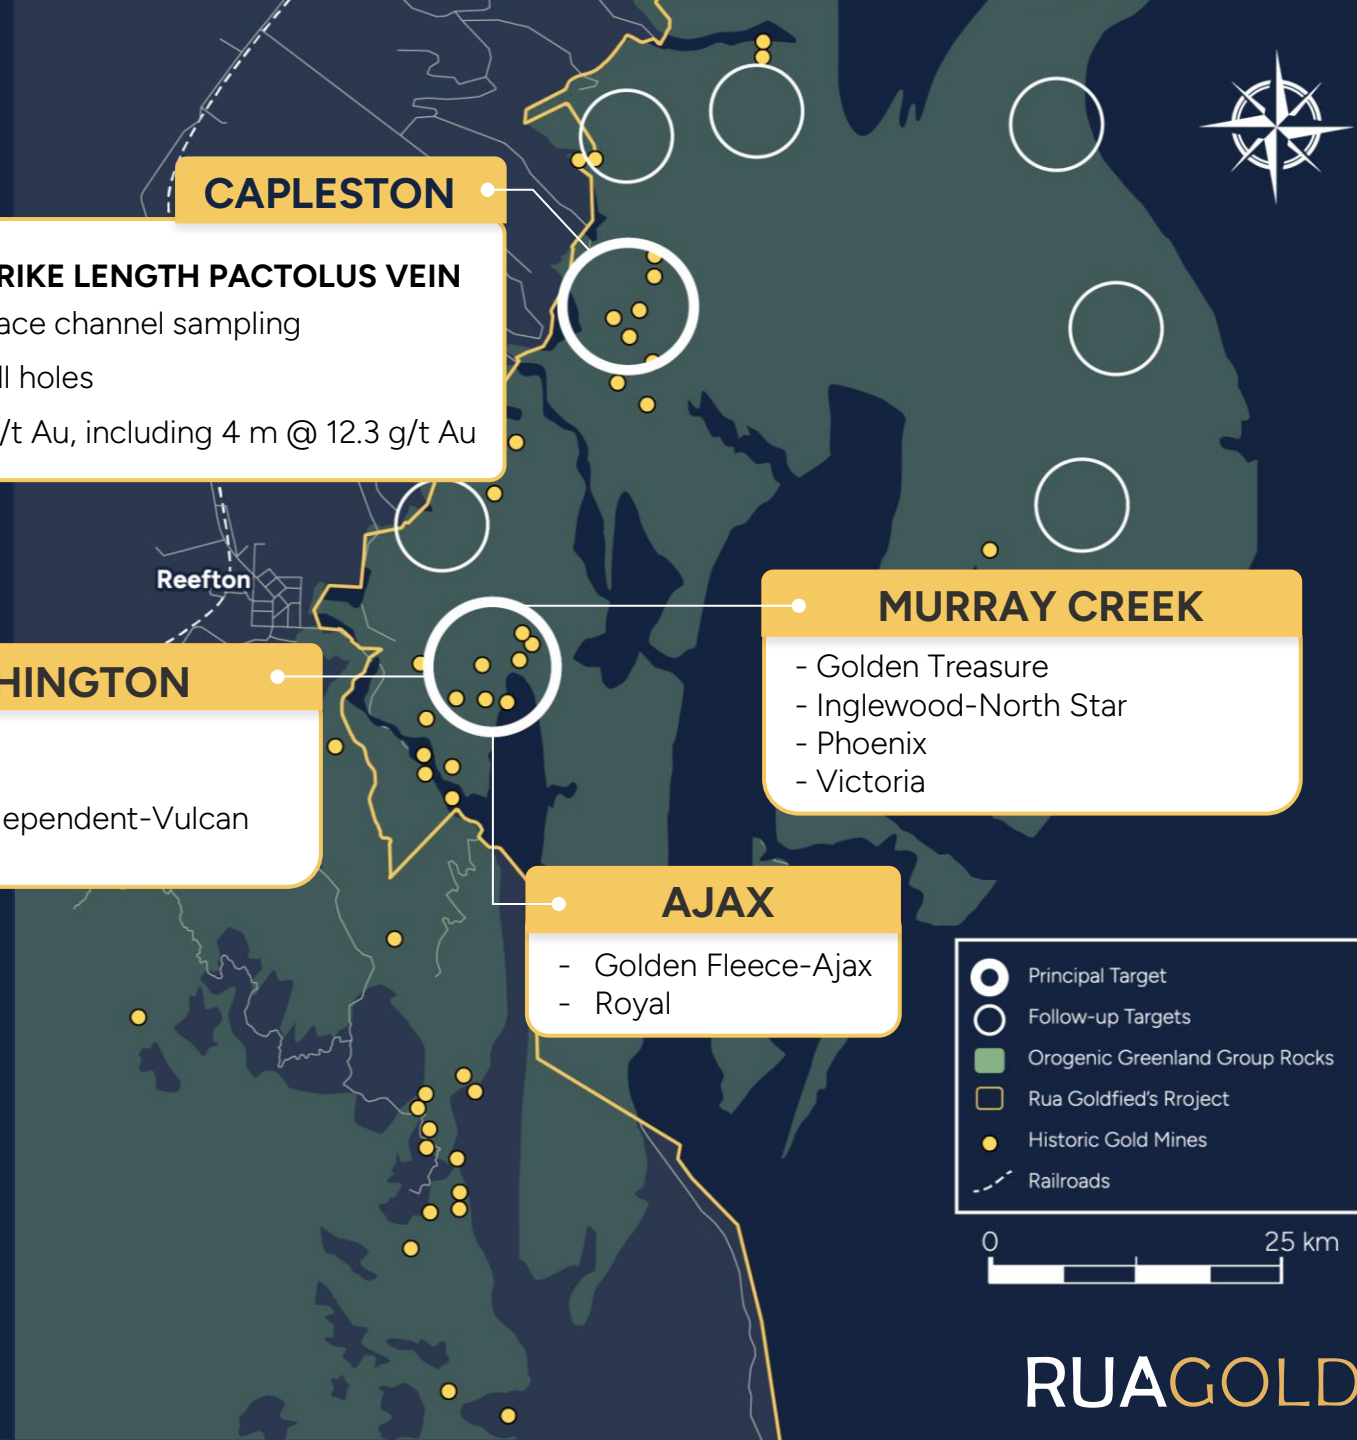 CAPLESTON
RIKE LENGTH PACTOLUS VEIN
ace channel sampling
ll holes
/t Au, including 4 m @ 12.3 g/t Au
Reefton
MURRAY CREEK
- Golden Treasure
- Inglewood-North Star
- Phoenix
- Victoria
HINGTON
ependent-Vulcan
AJAX
- Golden Fleece-Ajax
- Royal
Principal Target
Follow-up Targets
Orogenic Greenland Group Rocks
Rua Goldfied's Rroject
Historic Gold Mines
Railroads
0 25 km
RUAGOLD